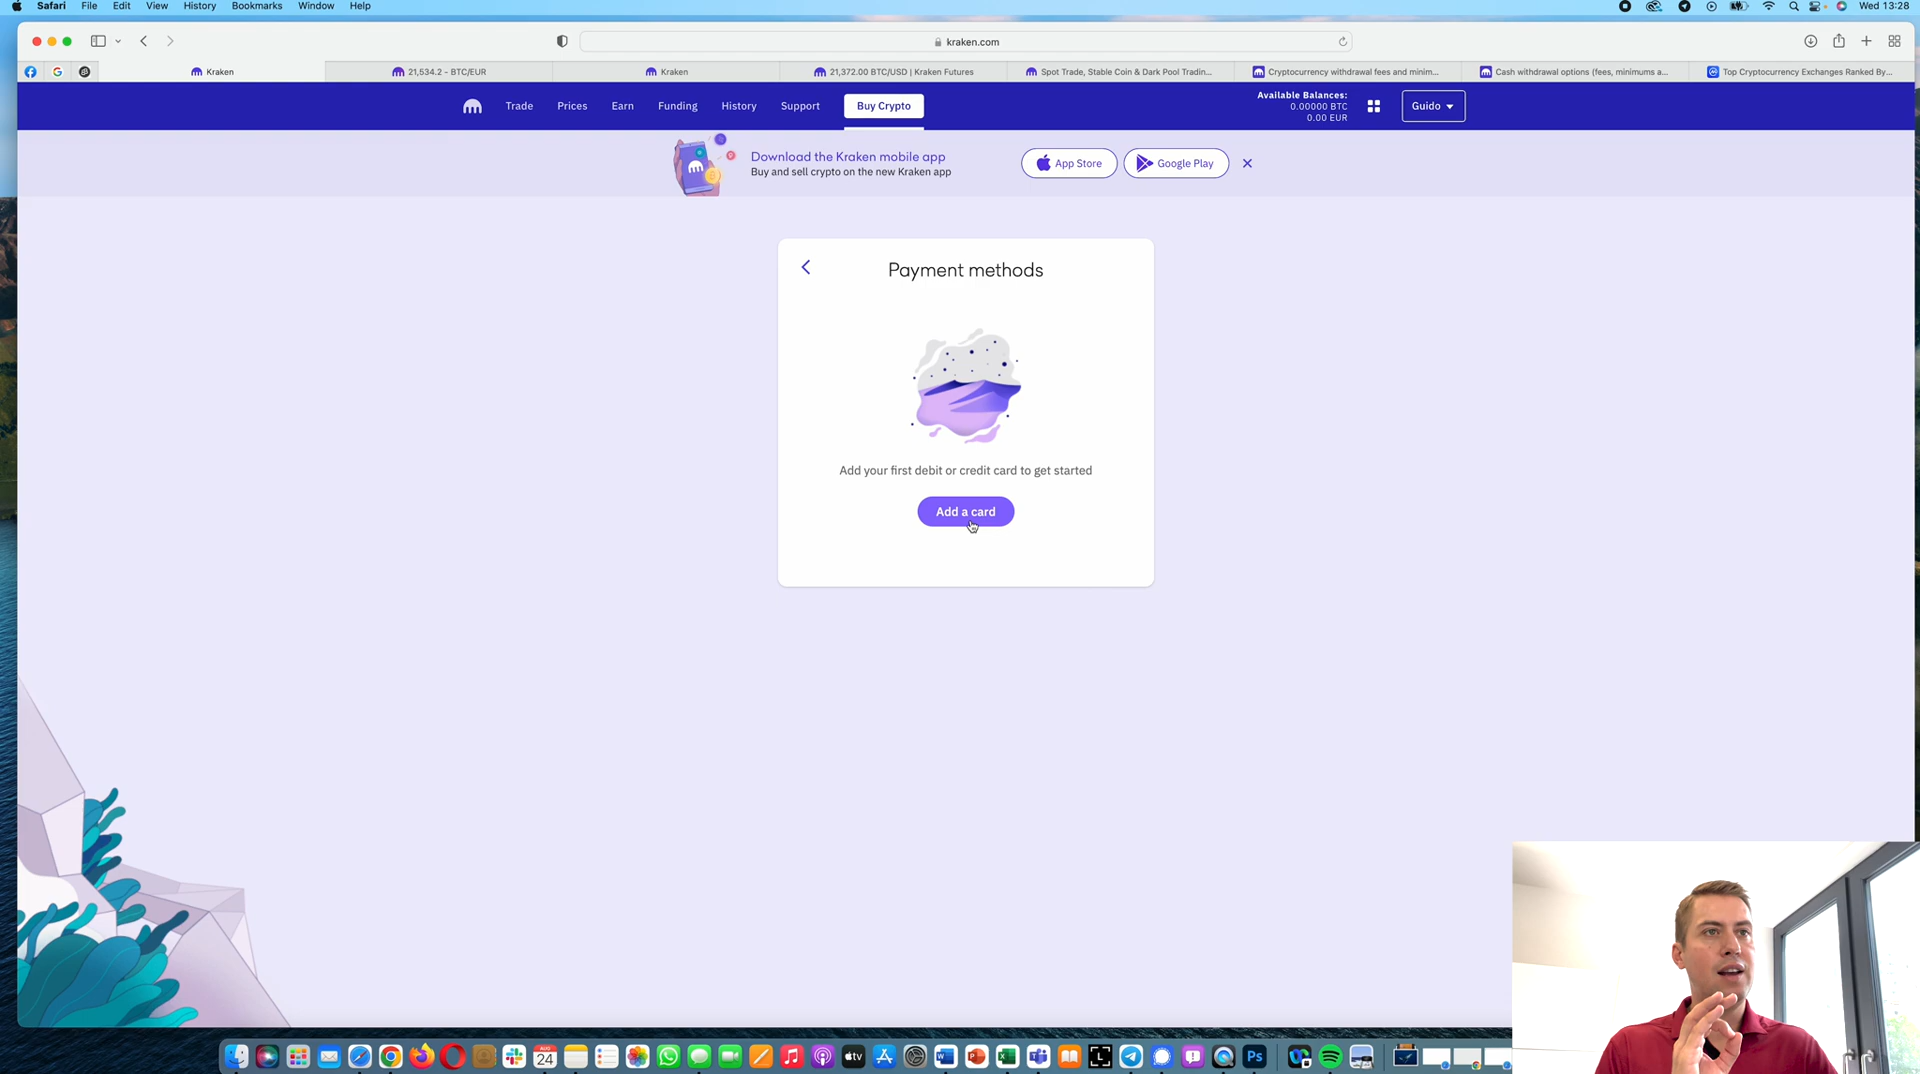 Safari File Edit View History Bookmarks Window Help Wed 13:28
kraken.com
Kraken 21,534.2 - BTC/EUR Kraken 21,372.00 BTC/USD | Kraken Futures Spot Trade, Stable Coin & Dark Pool Tradin... Cryptocurrency withdrawal fees and minim... Cash withdrawal options (fees, minimums a... Top Cryptocurrency Exchanges Ranked By...
Trade Prices Earn Funding History Support Buy Crypto Guido
Available Balances:
0.00000 BTC
0.00 EUR
Download the Kraken mobile app
Buy and sell crypto on the new Kraken app
App Store Google Play
Payment methods
Add your first debit or credit card to get started
Add a card
AUG
24
tv
Ps